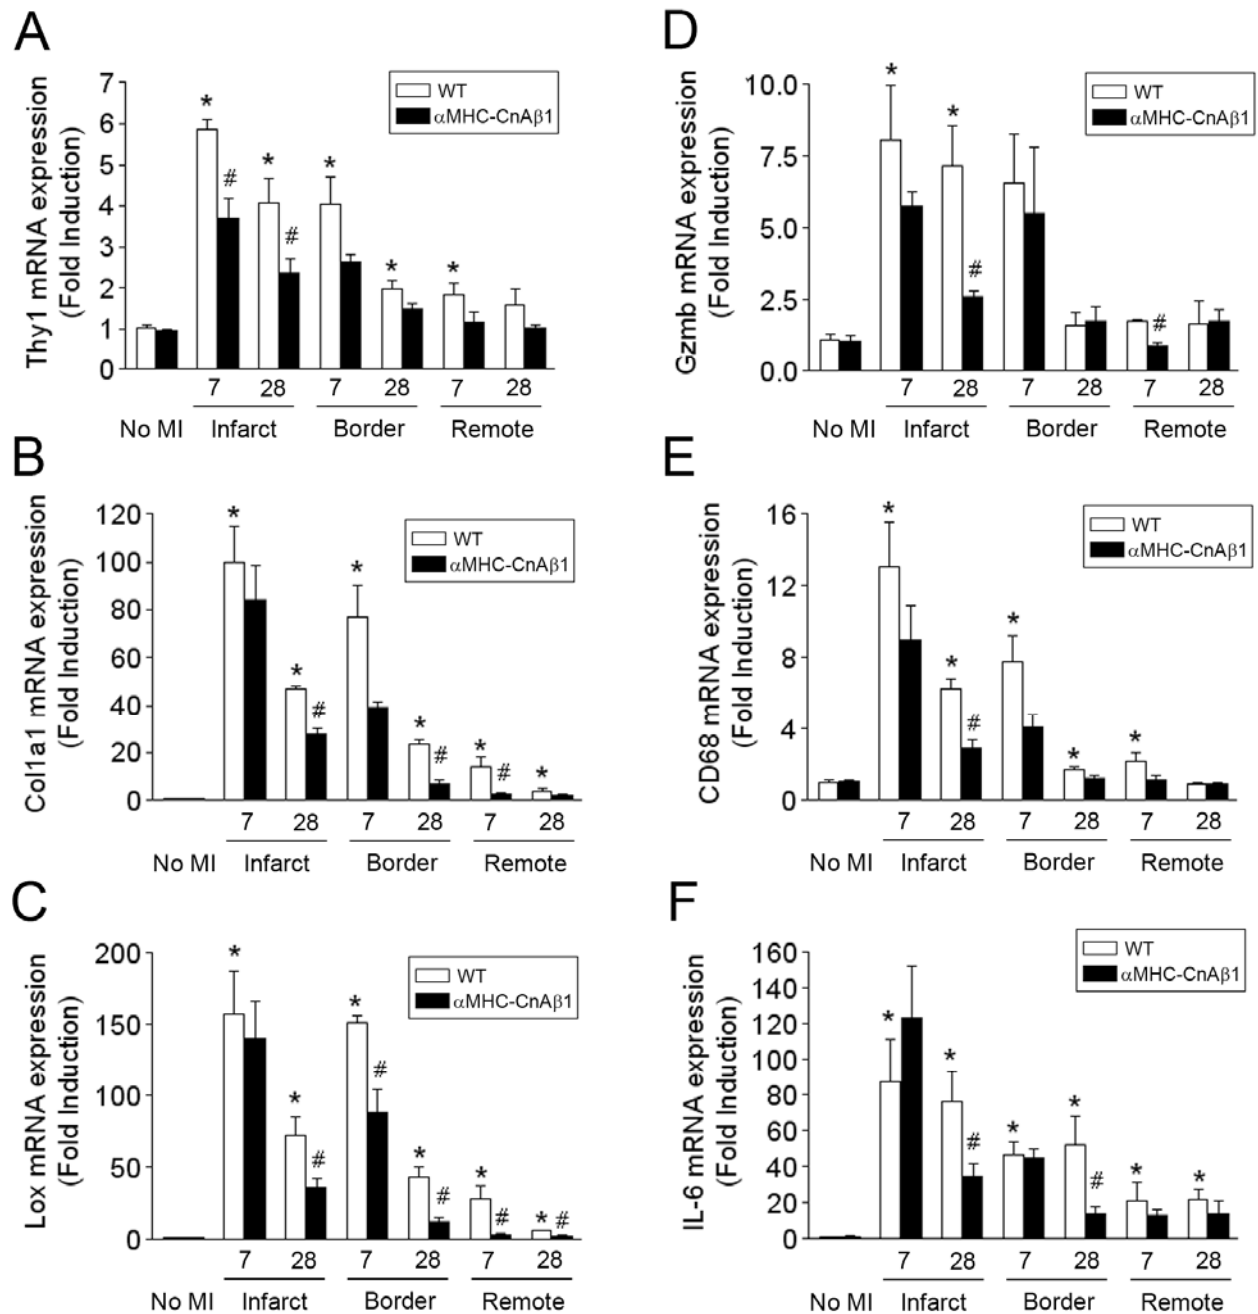 A
Thy1 mRNA expression
(Fold Induction)
7
6
5
4
3
2
1
0
WT
αMHC-CnAβ1
*
#
*
#
*
*
*
7 28 7 28 7 28
No MI Infarct Border Remote
B
Col1a1 mRNA expression
(Fold Induction)
120
100
80
60
40
20
0
WT
αMHC-CnAβ1
*
*
#
*
*
#
*
#
*
7 28 7 28 7 28
No MI Infarct Border Remote
C
Lox mRNA expression
(Fold Induction)
200
150
100
50
0
WT
αMHC-CnAβ1
*
*
#
*
#
*
#
*
#
*
#
7 28 7 28 7 28
No MI Infarct Border Remote
D
Gzmb mRNA expression
(Fold Induction)
10.0
7.5
5.0
2.5
0.0
WT
αMHC-CnAβ1
*
*
#
#
7 28 7 28 7 28
No MI Infarct Border Remote
E
CD68 mRNA expression
(Fold Induction)
16
12
8
4
0
WT
αMHC-CnAβ1
*
*
#
*
*
*
7 28 7 28 7 28
No MI Infarct Border Remote
F
IL-6 mRNA expression
(Fold Induction)
160
140
120
100
80
60
40
20
0
WT
αMHC-CnAβ1
*
*
#
*
*
#
*
*
7 28 7 28 7 28
No MI Infarct Border Remote